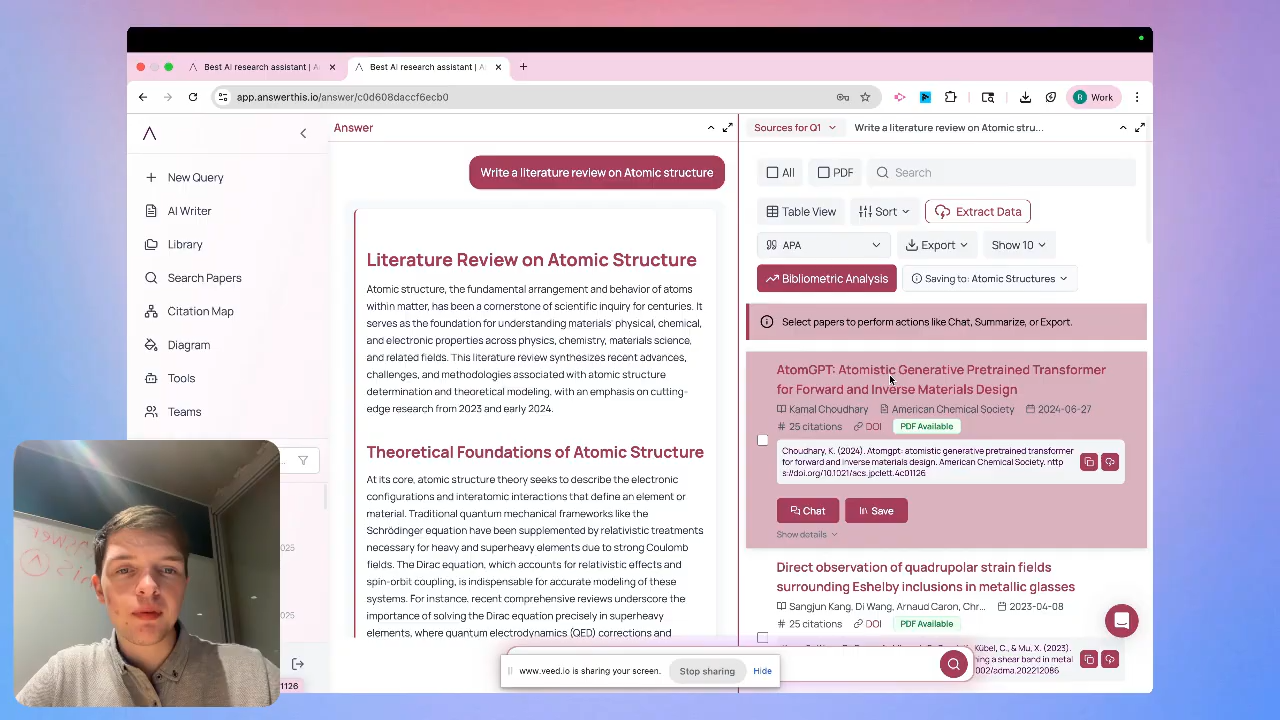 Best AI research assistant | A
Best AI research assistant | A
app.answerthis.io/answer/c0d608daccf6ecb0
R Work
New Query
AI Writer
Library
Search Papers
Citation Map
Diagram
Tools
Teams
2025
2025
1126
Answer
Write a literature review on Atomic structure
Literature Review on Atomic Structure
Atomic structure, the fundamental arrangement and behavior of atoms
within matter, has been a cornerstone of scientific inquiry for centuries. It
serves as the foundation for understanding materials' physical, chemical,
and electronic properties across physics, chemistry, materials science,
and related fields. This literature review synthesizes recent advances,
challenges, and methodologies associated with atomic structure
determination and theoretical modeling, with an emphasis on cutting-
edge research from 2023 and early 2024.
Theoretical Foundations of Atomic Structure
At its core, atomic structure theory seeks to describe the electronic
configurations and interatomic interactions that define an element or
material. Traditional quantum mechanical frameworks like the
Schrödinger equation have been supplemented by relativistic treatments
necessary for heavy and superheavy elements due to strong Coulomb
fields. The Dirac equation, which accounts for relativistic effects and
spin-orbit coupling, is indispensable for accurate modeling of these
systems. For instance, recent comprehensive reviews underscore the
importance of solving the Dirac equation precisely in superheavy
elements, where quantum electrodynamics (QED) corrections and
Sources for Q1
Write a literature review on Atomic stru...
All
PDF
Search
Table View
Sort
Extract Data
APA
Export
Show 10
Bibliometric Analysis
Saving to: Atomic Structures
Select papers to perform actions like Chat, Summarize, or Export.
AtomGPT: Atomistic Generative Pretrained Transformer
for Forward and Inverse Materials Design
Kamal Choudhary American Chemical Society 2024-06-27
# 25 citations DOI PDF Available
Choudhary, K. (2024). Atomgpt: atomistic generative pretrained transformer
for forward and inverse materials design. American Chemical Society. http
s://doi.org/10.1021/acs.jpclett.4c01126
Chat
Save
Show details
Direct observation of quadrupolar strain fields
surrounding Eshelby inclusions in metallic glasses
Sangjun Kang, Di Wang, Arnaud Caron, Chr... 2023-04-08
# 25 citations DOI PDF Available
Kübel, C., & Mu, X. (2023).
ing a shear band in metal
002/adma.202212086
www.veed.io is sharing your screen.
Stop sharing
Hide